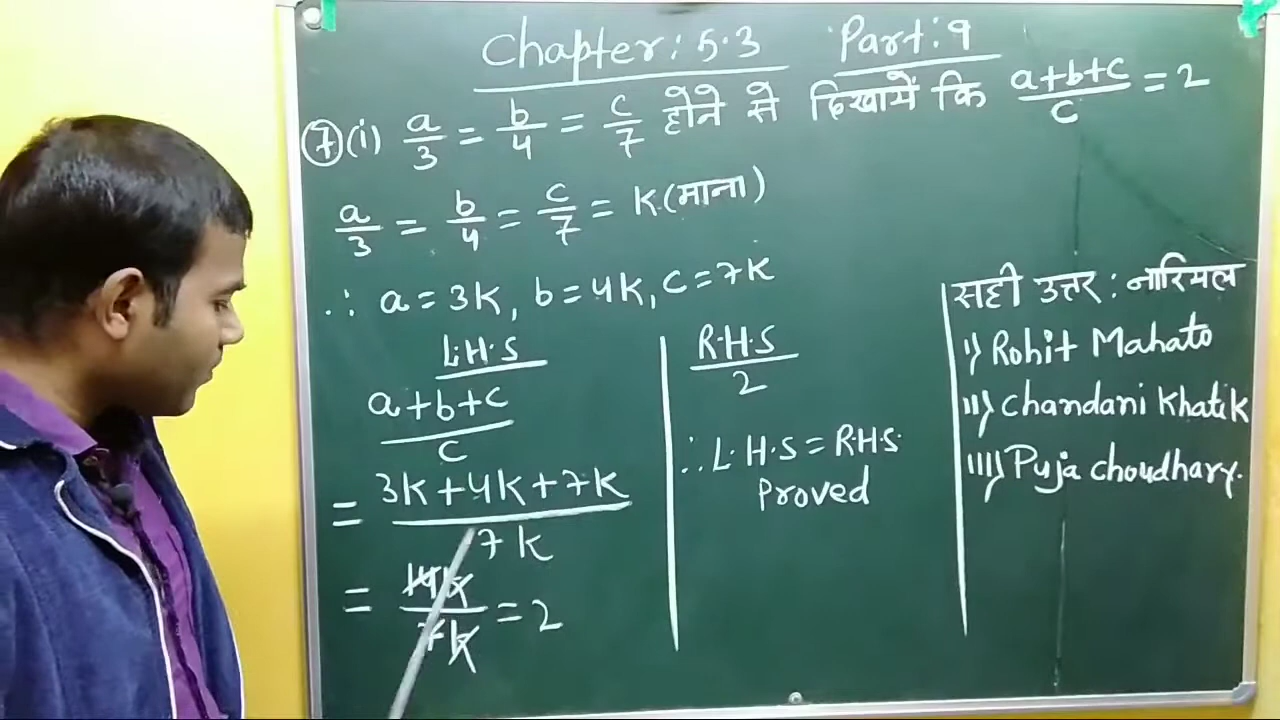 Chapter: 5.3 Part: 9
⑦(i) a/3 = b/4 = c/7 होने से दिखायें कि (a+b+c)/c = 2
a/3 = b/4 = c/7 = K (माना)
∴ a = 3K, b = 4K, c = 7K
L.H.S
(a+b+c)/c
= (3K+4K+7K)/7K
= 14K/7K = 2
R.H.S
2
∴ L.H.S = R.H.S.
Proved
सही उत्तर : नारियल
i) Rohit Mahato
ii) Chandani Khatik
iii) Puja Choudhary.